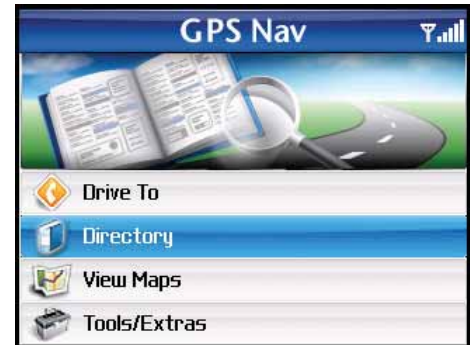 GPS Nav
Drive To
Directory
View Maps
Tools/Extras